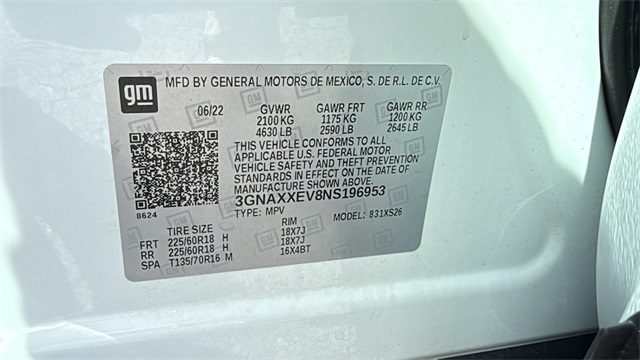 gm
MFD BY GENERAL MOTORS DE MEXICO, S. DE R.L. DE C.V.
06/22 GVWR GAWR FRT GAWR RR
2100 KG 1175 KG 1200 KG
4630 LB 2590 LB 2645 LB
THIS VEHICLE CONFORMS TO ALL
APPLICABLE U.S. FEDERAL MOTOR
VEHICLE SAFETY AND THEFT PREVENTION
STANDARDS IN EFFECT ON THE DATE OF
MANUFACTURE SHOWN ABOVE.
3GNAXXEV8NS196953
8624 TYPE: MPV MODEL: 831XS26
TIRE SIZE RIM
FRT 225/60R18 H 18X7J
RR 225/60R18 H 18X7J
SPA T135/70R16 M 16X4BT